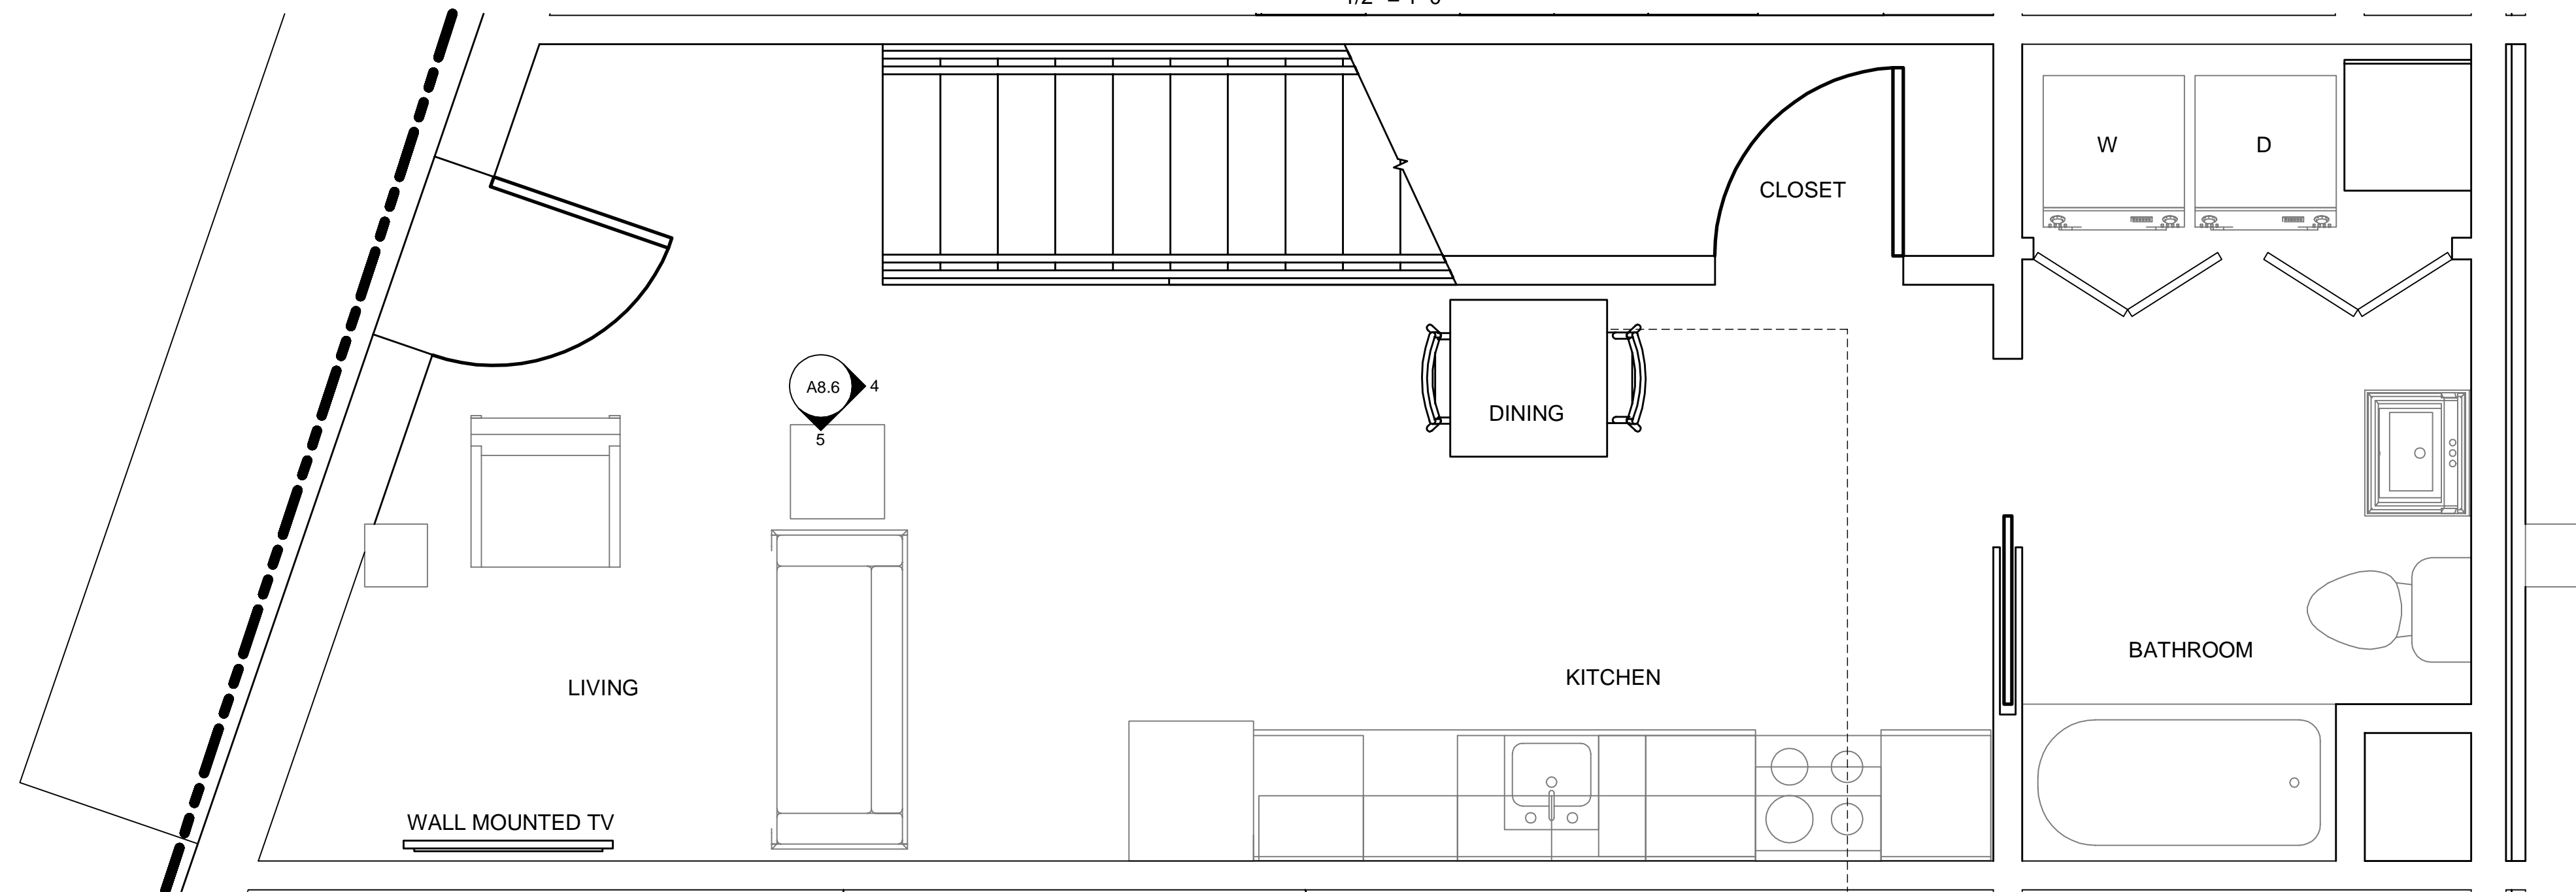 W
D
CLOSET
A8.6
4
5
DINING
BATHROOM
KITCHEN
LIVING
WALL MOUNTED TV